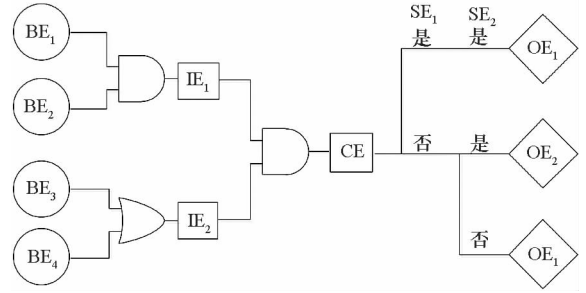 SE₁ SE₂
是 是
BE₁
OE₁
IE₁
BE₂
否 是
CE
OE₂
BE₃
IE₂
否
BE₄
OE₁